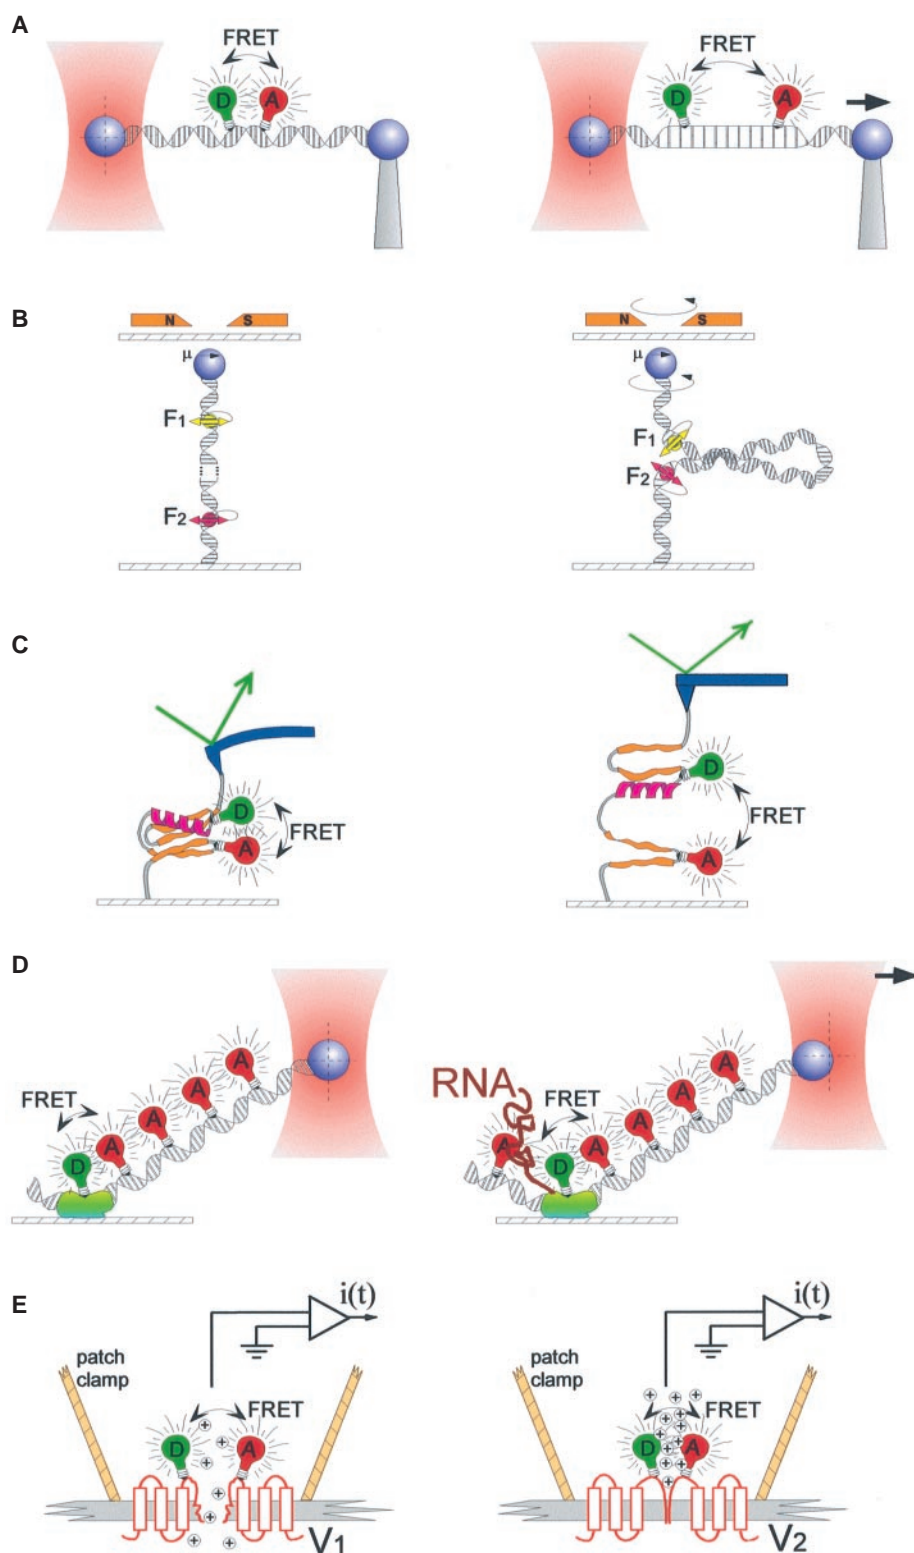 A
FRET
D
A
FRET
D
A
B
N
S
μ
F1
F2
N
S
μ
F1
F2
C
D
FRET
A
D
FRET
A
D
A
A
A
A
FRET
D
RNA
A
A
A
A
FRET
A
D
E
i(t)
patch
clamp
FRET
D
A
+
+
+
+
+
V1
i(t)
patch
clamp
+
+
+
+
+
+
+
+
+
FRET
D
A
V2